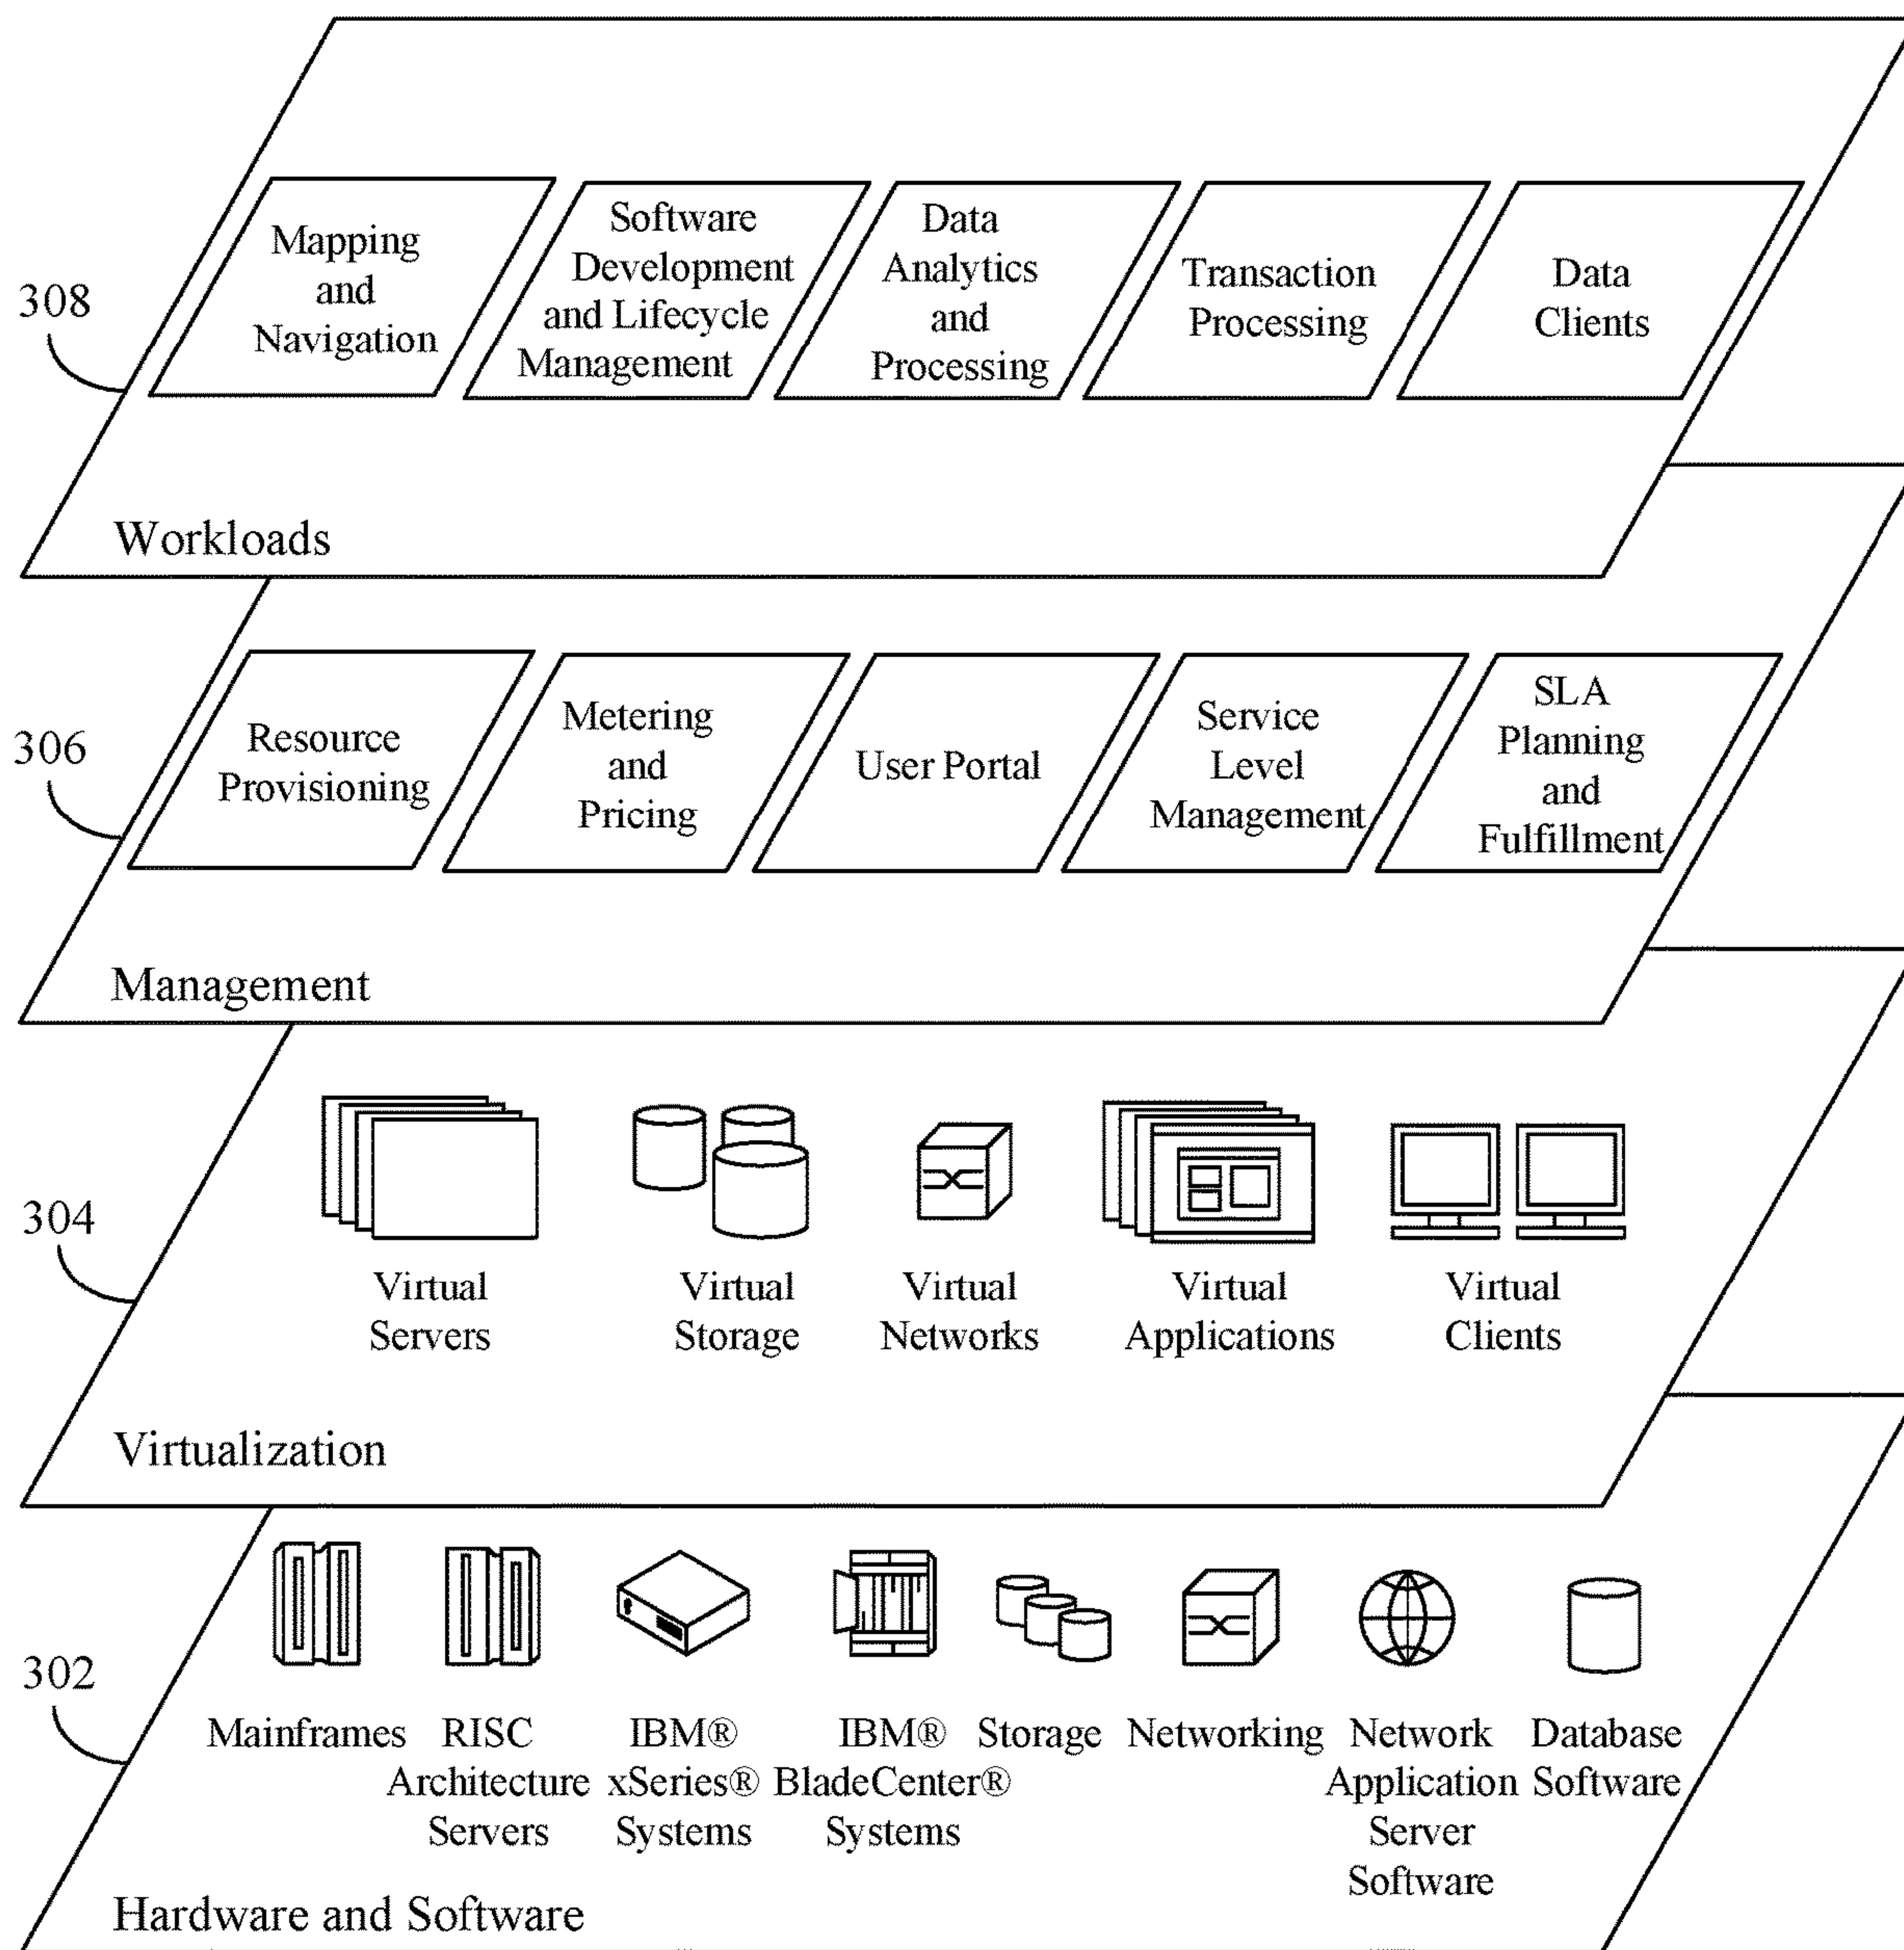 308
Mapping
and
Navigation
Software
Development
and Lifecycle
Management
Data
Analytics
and
Processing
Transaction
Processing
Data
Clients
Workloads
306
Resource
Provisioning
Metering
and
Pricing
User Portal
Service
Level
Management
SLA
Planning
and
Fulfillment
Management
304
Virtual
Servers
Virtual
Storage
Virtual
Networks
Virtual
Applications
Virtual
Clients
Virtualization
302
Mainframes
RISC
Architecture
Servers
IBM®
xSeries®
Systems
IBM®
BladeCenter®
Systems
Storage
Networking
Network
Application
Server
Software
Database
Software
Hardware and Software